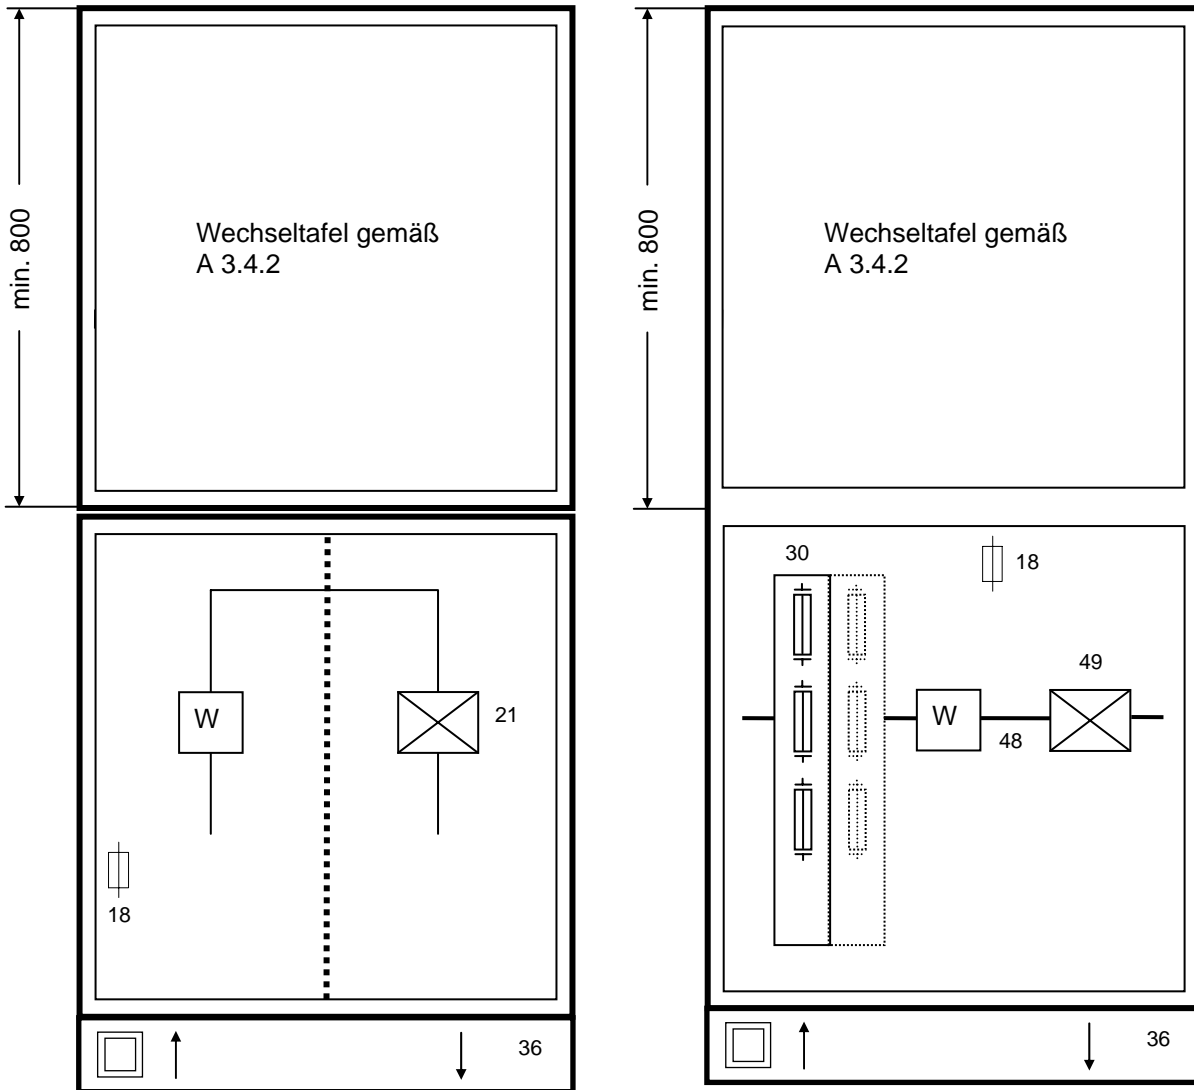 min. 800
Wechseltafel gemäß
A 3.4.2
W
21
18
36
min. 800
Wechseltafel gemäß
A 3.4.2
30
18
49
W
48
36